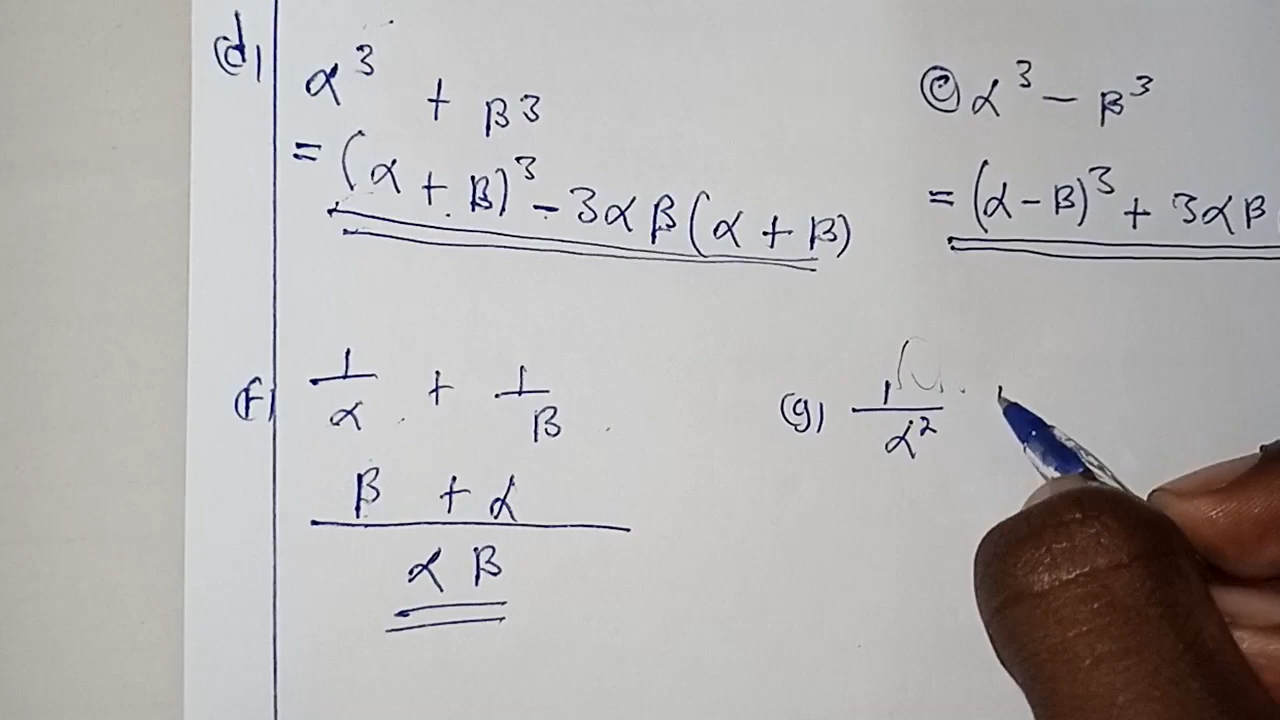 (d) α³ + β³
= (α + β)³ - 3αβ(α + β)
(e) α³ - β³
= (α - β)³ + 3αβ
(f) 1/α + 1/β
β + α
αβ
(g) 1/α²